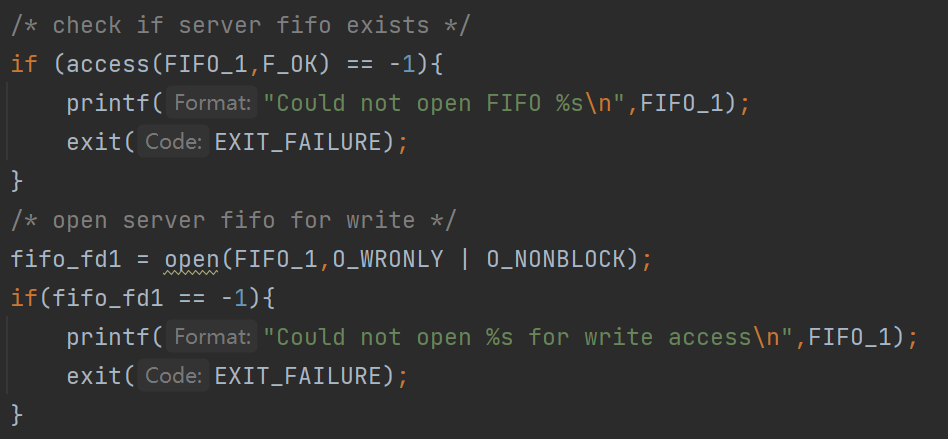 /* check if server fifo exists */
if (access(FIFO_1,F_OK) == -1){
    printf( Format: "Could not open FIFO %s\n",FIFO_1);
    exit( Code: EXIT_FAILURE);
}
/* open server fifo for write */
fifo_fd1 = open(FIFO_1,O_WRONLY | O_NONBLOCK);
if(fifo_fd1 == -1){
    printf( Format: "Could not open %s for write access\n",FIFO_1);
    exit( Code: EXIT_FAILURE);
}